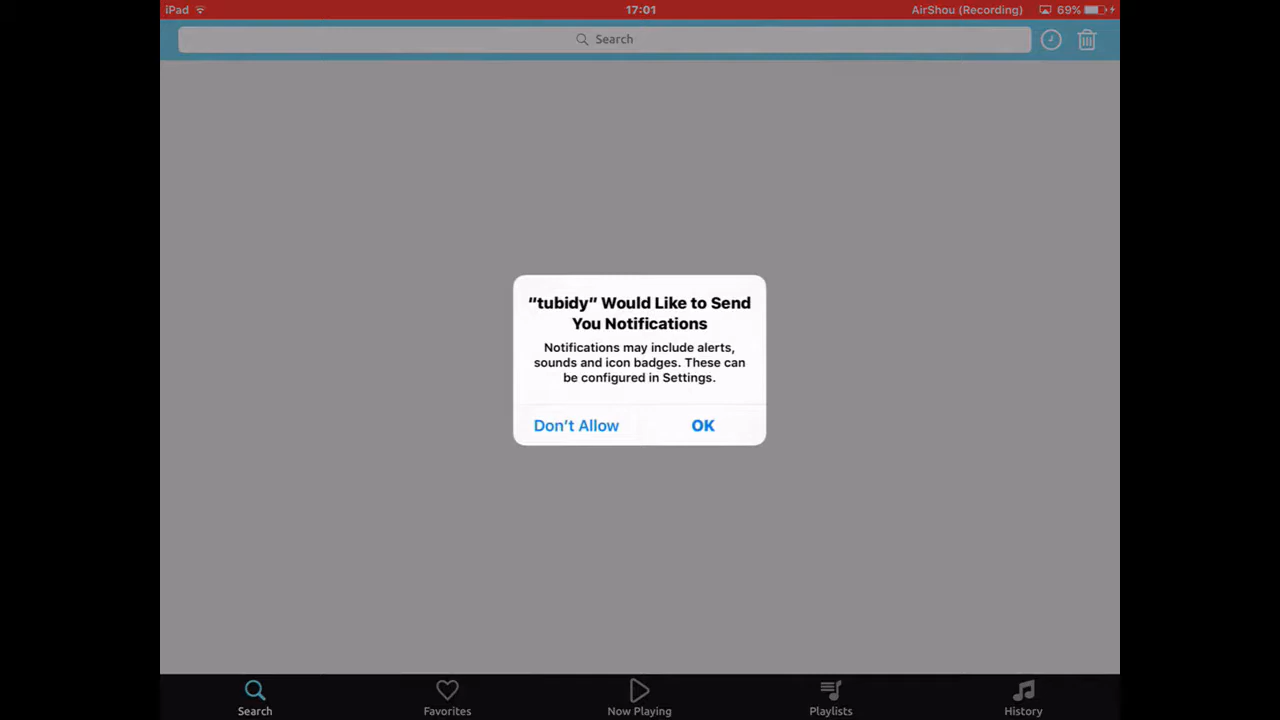 iPad 17:01 AirShou (Recording) 69%
Search
“tubidy” Would Like to Send
You Notifications
Notifications may include alerts,
sounds and icon badges. These can
be configured in Settings.
Don’t Allow OK
Search Favorites Now Playing Playlists History